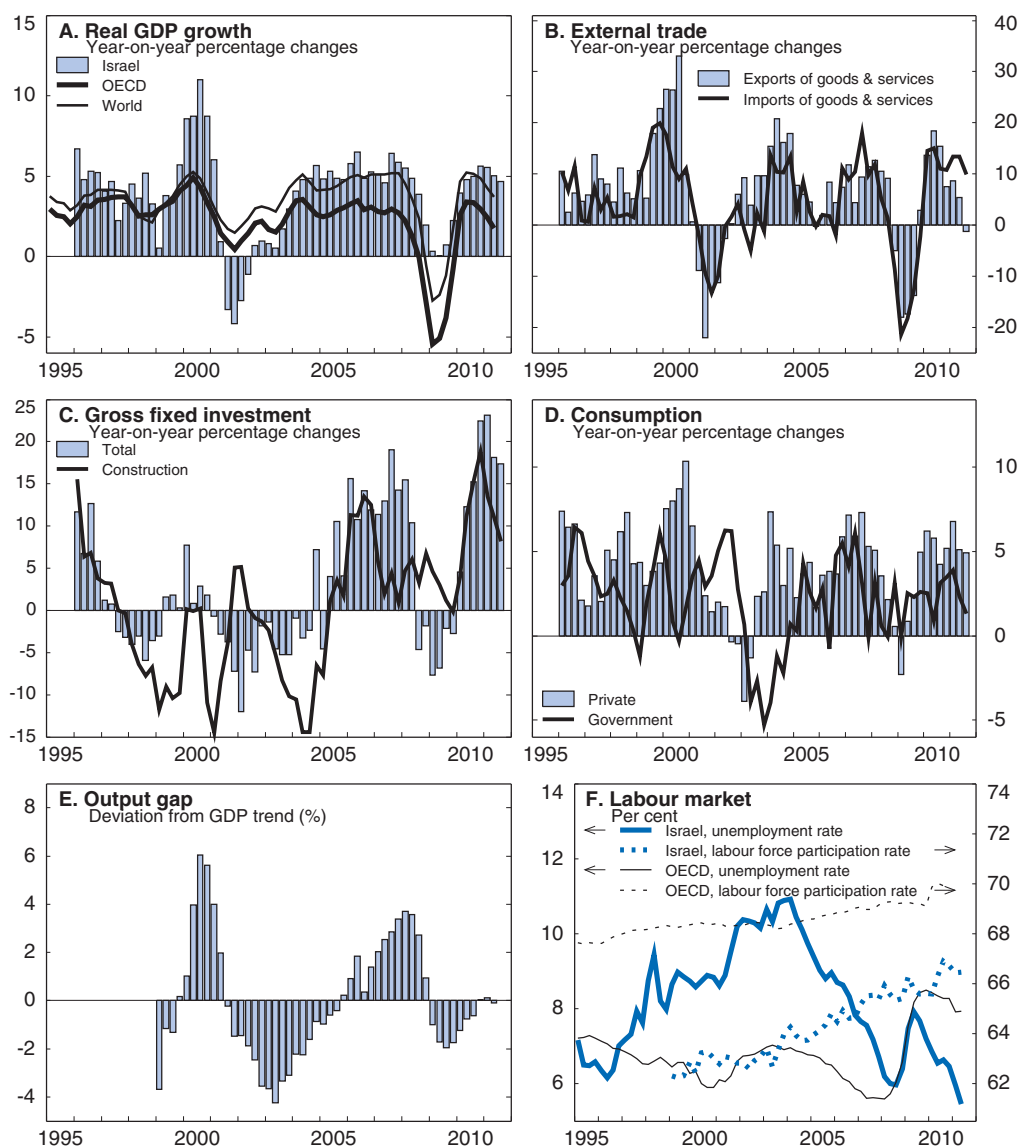 A. Real GDP growth
Year-on-year percentage changes
Israel
OECD
World
15
10
5
0
-5
1995
2000
2005
2010
B. External trade
Year-on-year percentage changes
Exports of goods & services
Imports of goods & services
40
30
20
10
0
-10
-20
1995
2000
2005
2010
C. Gross fixed investment
Year-on-year percentage changes
Total
Construction
25
20
15
10
5
0
-5
-10
-15
1995
2000
2005
2010
D. Consumption
Year-on-year percentage changes
10
5
0
-5
Private
Government
1995
2000
2005
2010
E. Output gap
Deviation from GDP trend (%)
8
6
4
2
0
-2
-4
1995
2000
2005
2010
F. Labour market
Per cent
Israel, unemployment rate
Israel, labour force participation rate
OECD, unemployment rate
OECD, labour force participation rate
14
12
10
8
6
74
72
70
68
66
64
62
1995
2000
2005
2010